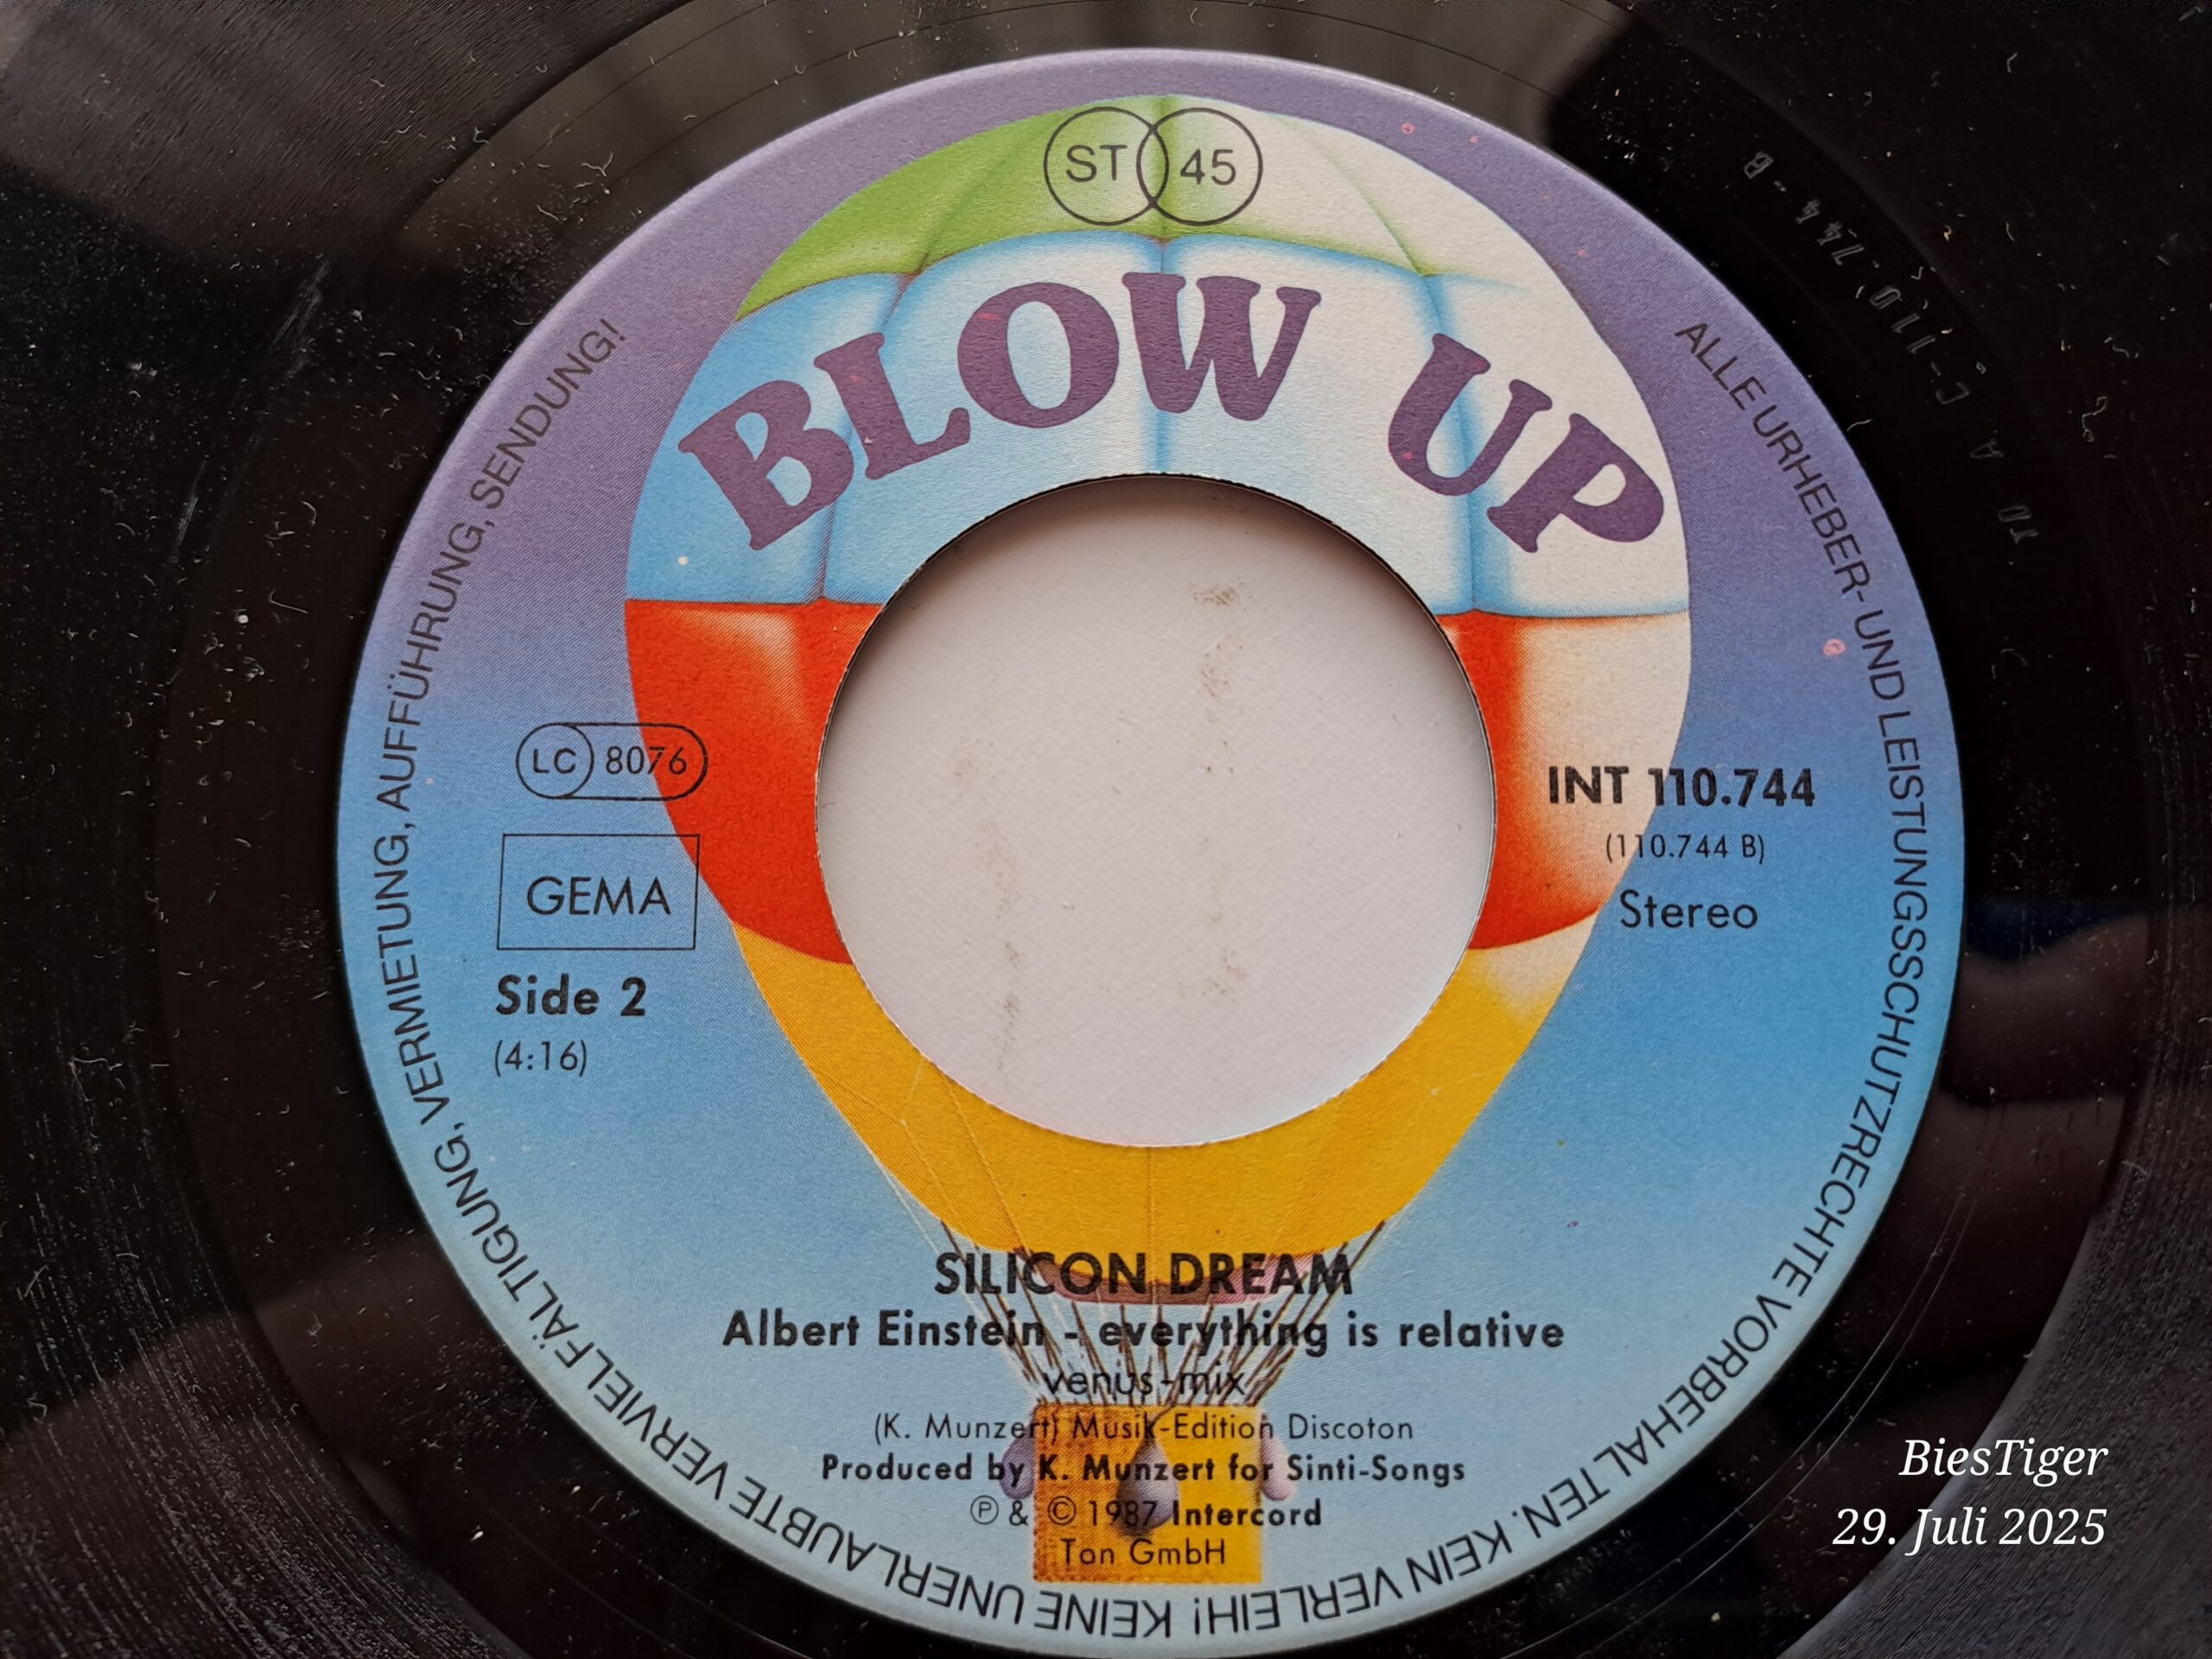 ST 45
BLOW UP
ALLE URHEBER- UND LEISTUNGSSCHUTZRECHTE VORBEHALTEN. KEIN VERLEIH! KEINE UNERLAUBTE VERVIELFÄLTIGUNG, VERMIETUNG, AUFFÜHRUNG, SENDUNG!
LC 8076
GEMA
Side 2
(4:16)
INT 110.744
(110.744 B)
Stereo
SILICON DREAM
Albert Einstein - everything is relative
venus-mix
(K. Munzert) Musik-Edition Discoton
Produced by K. Munzert for Sinti-Songs
Ⓟ & © 1987 Intercord
Ton GmbH
BiesTiger
29. Juli 2025